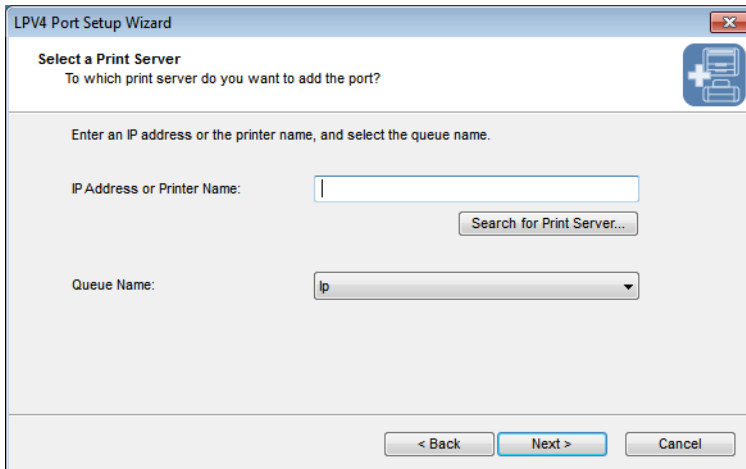 LPV4 Port Setup Wizard
Select a Print Server
To which print server do you want to add the port?
Enter an IP address or the printer name, and select the queue name.
IP Address or Printer Name:
Search for Print Server...
Queue Name:
lp
< Back
Next >
Cancel